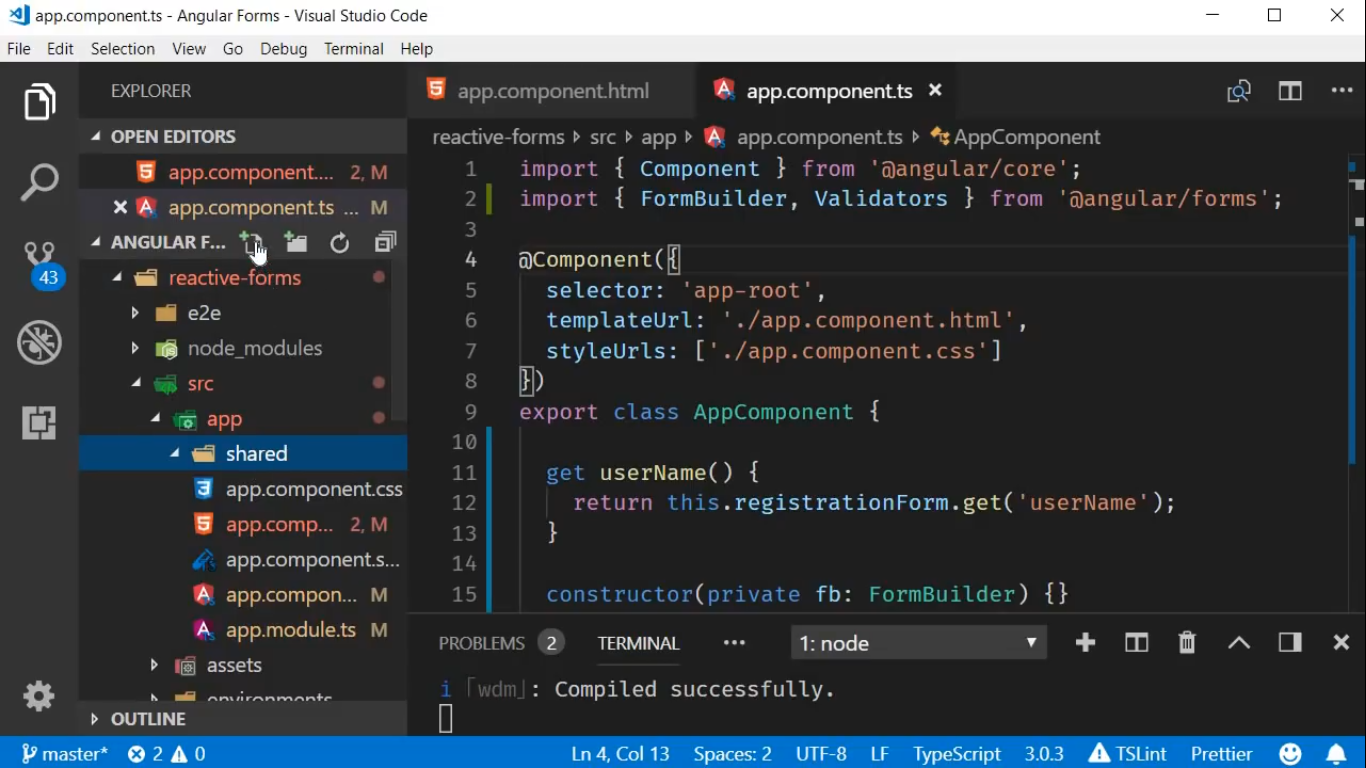 app.component.ts - Angular Forms - Visual Studio Code
File Edit Selection View Go Debug Terminal Help
EXPLORER
OPEN EDITORS
app.component.... 2, M
app.component.ts ... M
ANGULAR F...
reactive-forms
e2e
node_modules
src
app
shared
app.component.css
app.comp... 2, M
app.component.s...
app.compon... M
app.module.ts M
assets
environments
OUTLINE
43
app.component.html app.component.ts
reactive-forms src app app.component.ts AppComponent
1 import { Component } from '@angular/core';
2 import { FormBuilder, Validators } from '@angular/forms';
3
4 @Component({
5 selector: 'app-root',
6 templateUrl: './app.component.html',
7 styleUrls: ['./app.component.css']
8 })
9 export class AppComponent {
10
11 get userName() {
12 return this.registrationForm.get('userName');
13 }
14
15 constructor(private fb: FormBuilder) {}
PROBLEMS 2 TERMINAL ... 1: node
i ｢wdm｣: Compiled successfully.
master* 2 0 Ln 4, Col 13 Spaces: 2 UTF-8 LF TypeScript 3.0.3 TSLint Prettier